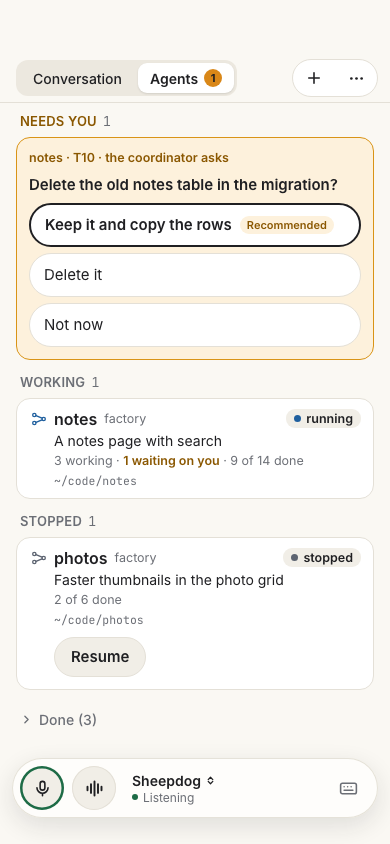 Conversation
Agents 1
NEEDS YOU 1
notes · T10 · the coordinator asks
Delete the old notes table in the migration?
Keep it and copy the rows Recommended
Delete it
Not now
WORKING 1
notes factory running
A notes page with search
3 working · 1 waiting on you · 9 of 14 done
~/code/notes
STOPPED 1
photos factory stopped
Faster thumbnails in the photo grid
2 of 6 done
~/code/photos
Resume
Done (3)
Sheepdog
Listening